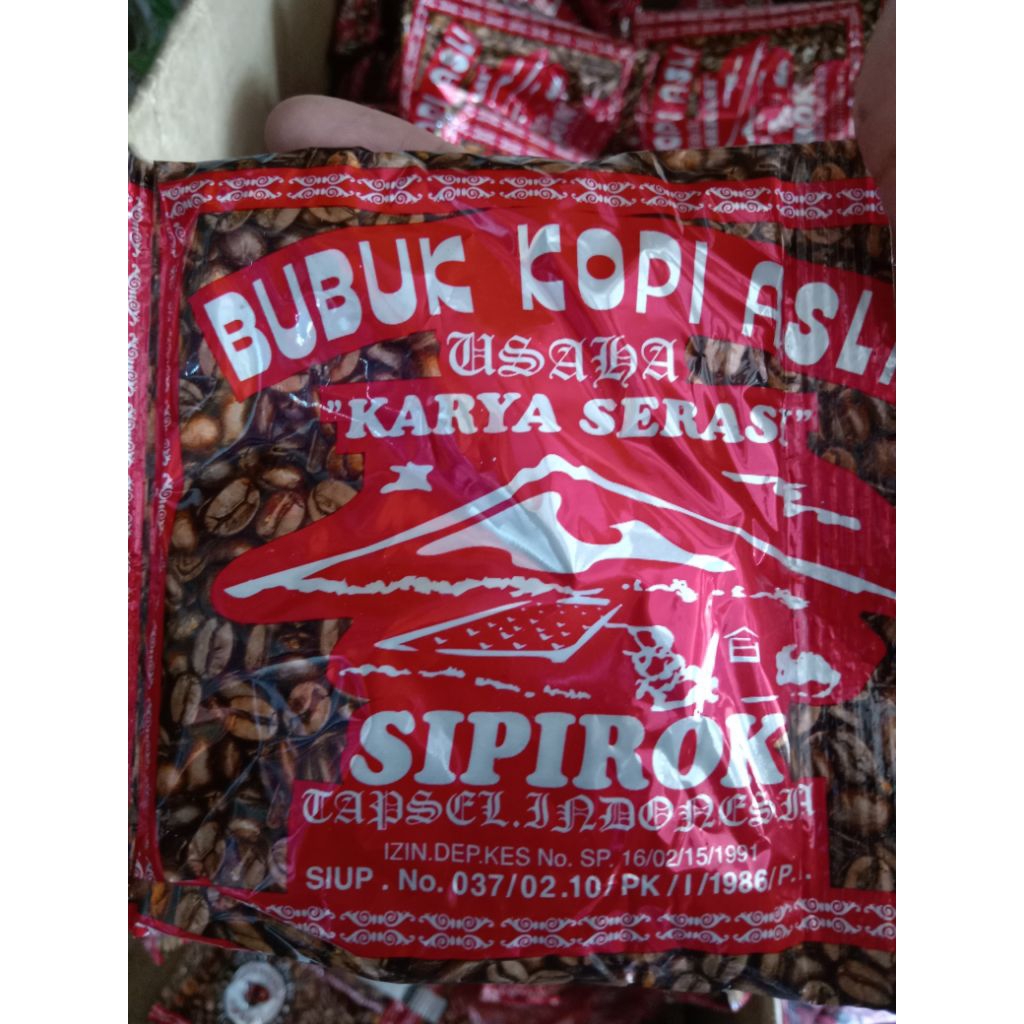 BUBUK KOPI ASLI
USAHA
"KARYA SERASI"
SIPIROK
TAPSEL.INDONESIA
IZIN.DEP.KES No. SP. 16/02/15/1991
SIUP . No. 037/02.10/PK/I/1986/P.I.